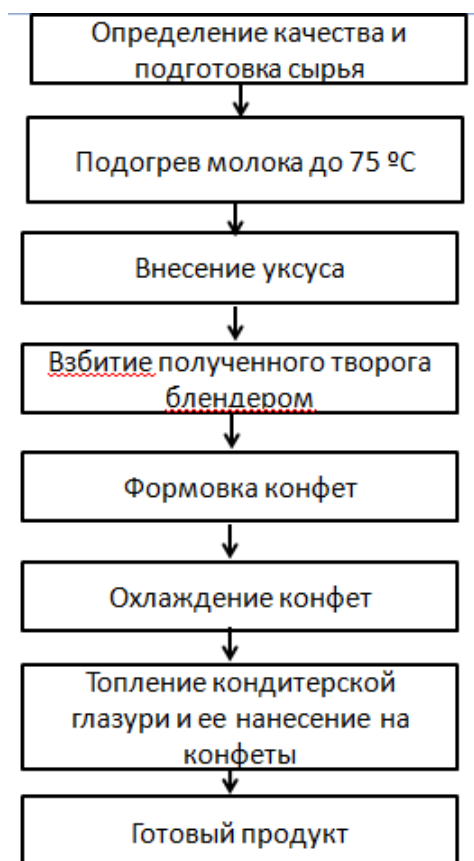 Определение качества и
подготовка сырья
Подогрев молока до 75 ºС
Внесение уксуса
Взбитие полученного творога
блендером
Формовка конфет
Охлаждение конфет
Топление кондитерской
глазури и ее нанесение на
конфеты
Готовый продукт